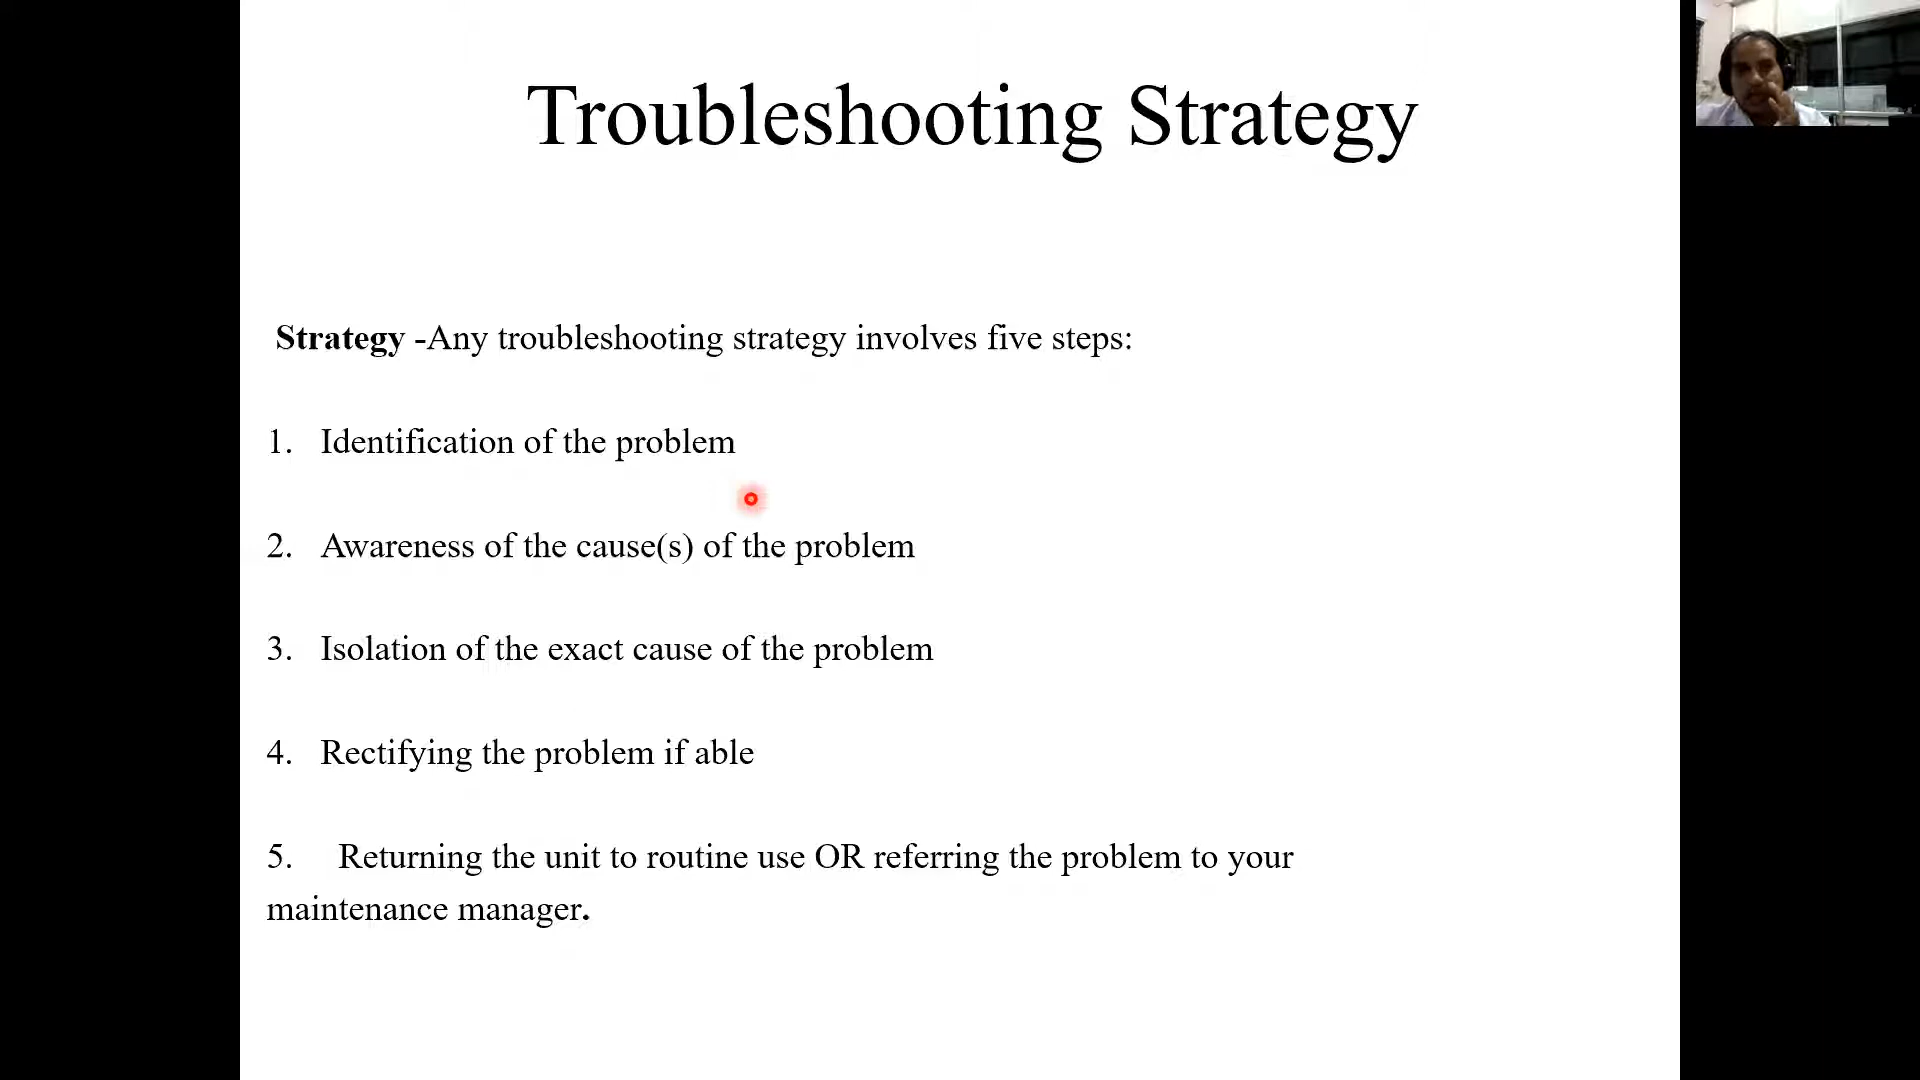 Troubleshooting Strategy
Strategy -Any troubleshooting strategy involves five steps:
1. Identification of the problem
2. Awareness of the cause(s) of the problem
3. Isolation of the exact cause of the problem
4. Rectifying the problem if able
5. Returning the unit to routine use OR referring the problem to your
maintenance manager.